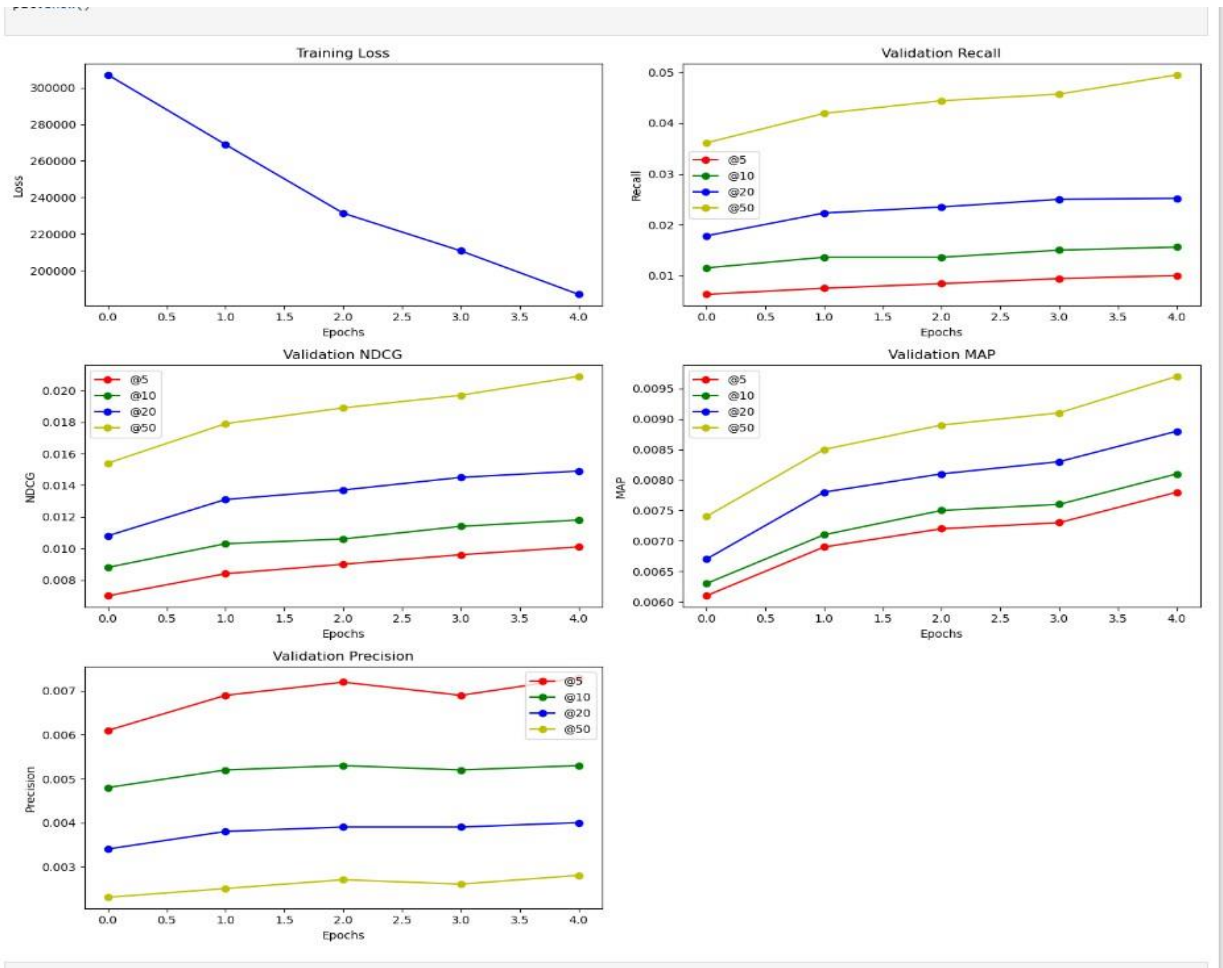 Training Loss
300000
280000
260000
240000
220000
200000
Loss
0.0 0.5 1.0 1.5 2.0 2.5 3.0 3.5 4.0
Epochs
Validation Recall
0.05
0.04
0.03
0.02
0.01
Recall
@5
@10
@20
@50
0.0 0.5 1.0 1.5 2.0 2.5 3.0 3.5 4.0
Epochs
Validation NDCG
0.020
0.018
0.016
0.014
0.012
0.010
0.008
NDCG
@5
@10
@20
@50
0.0 0.5 1.0 1.5 2.0 2.5 3.0 3.5 4.0
Epochs
Validation MAP
0.0095
0.0090
0.0085
0.0080
0.0075
0.0070
0.0065
0.0060
MAP
@5
@10
@20
@50
0.0 0.5 1.0 1.5 2.0 2.5 3.0 3.5 4.0
Epochs
Validation Precision
0.007
0.006
0.005
0.004
0.003
Precision
@5
@10
@20
@50
0.0 0.5 1.0 1.5 2.0 2.5 3.0 3.5 4.0
Epochs